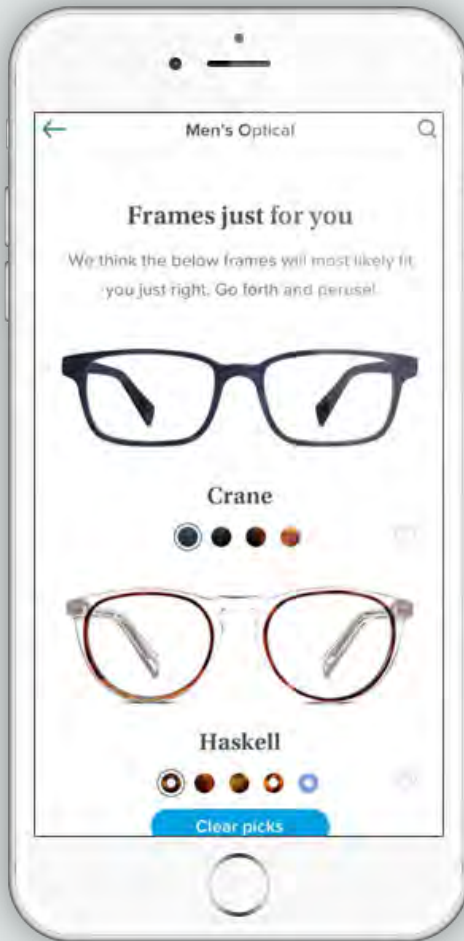 Men's Optical
Frames just for you
We think the below frames will most likely fit
you just right. Go forth and peruse!
Crane
Haskell
Clear picks